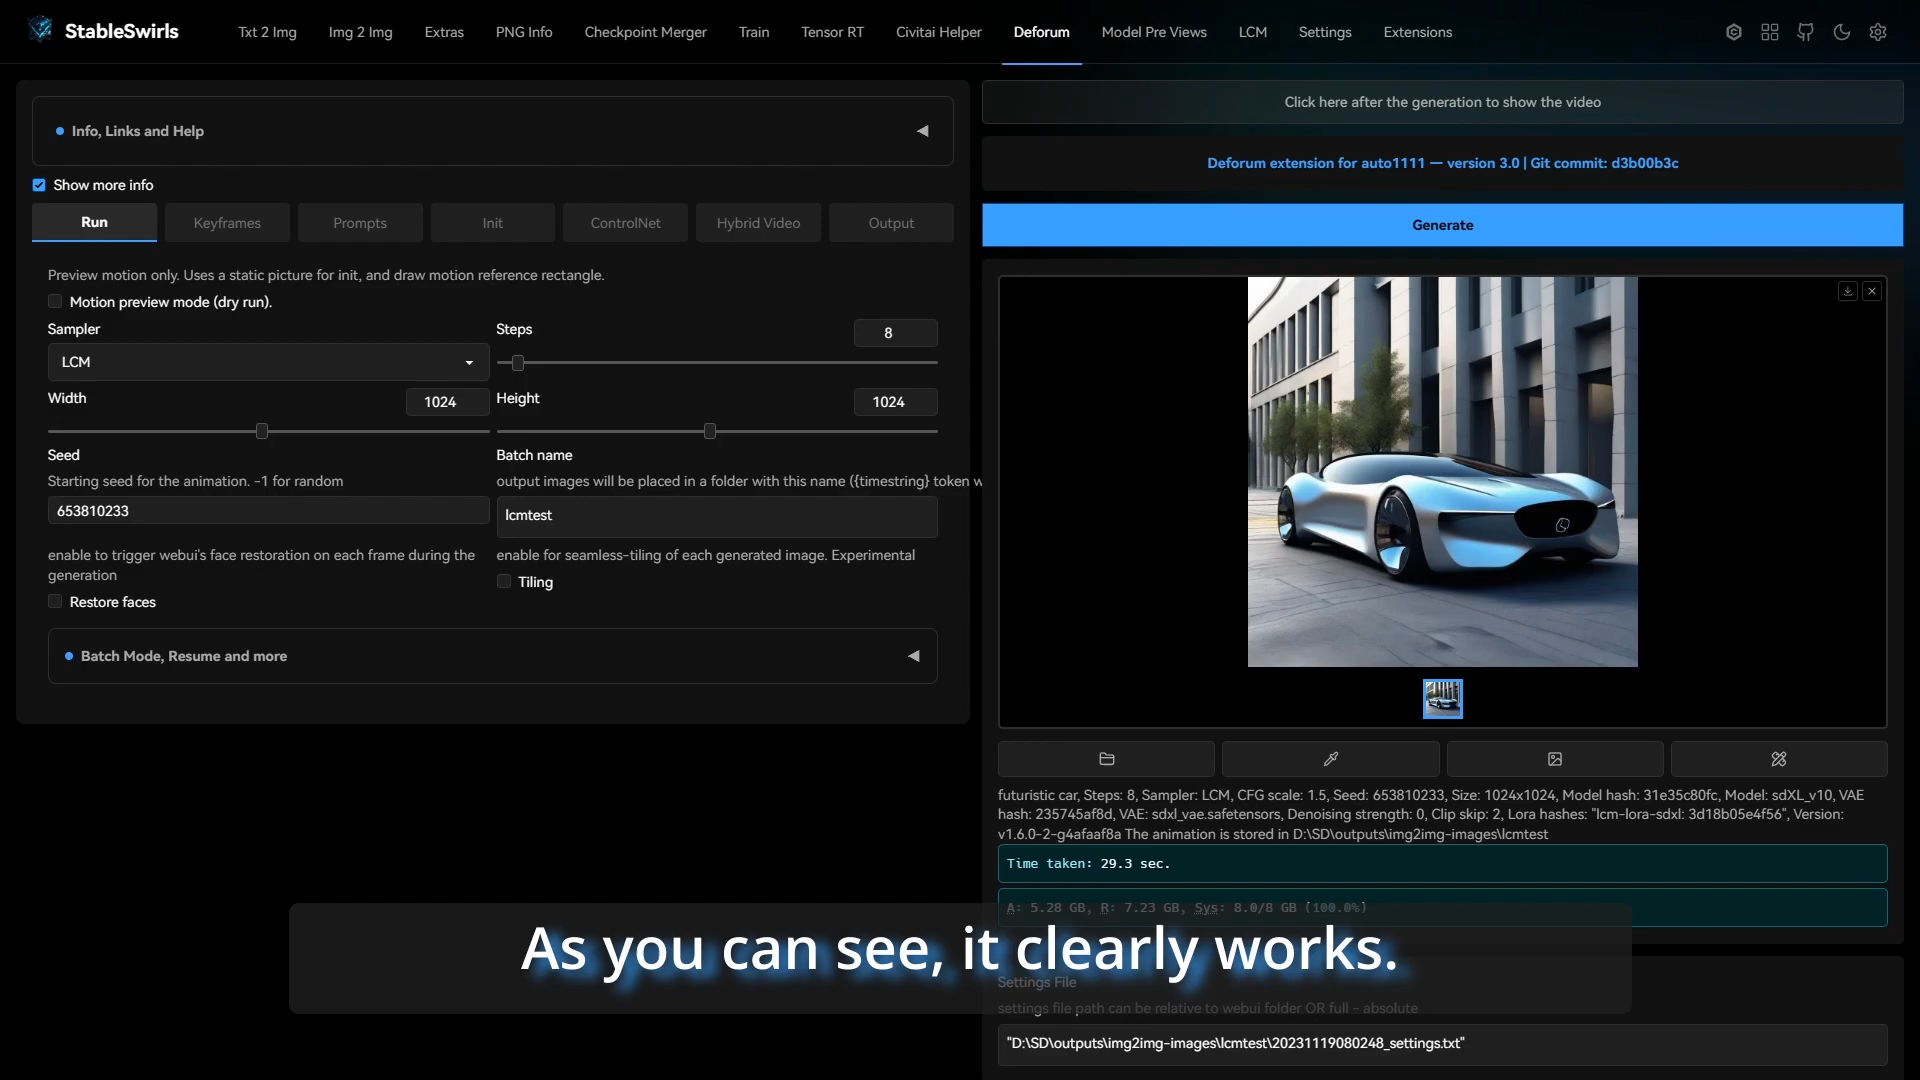 StableSwirls
Txt 2 Img
Img 2 Img
Extras
PNG Info
Checkpoint Merger
Train
Tensor RT
Civitai Helper
Deforum
Model Pre Views
LCM
Settings
Extensions
Info, Links and Help
Show more info
Run
Keyframes
Prompts
Init
ControlNet
Hybrid Video
Output
Preview motion only. Uses a static picture for init, and draw motion reference rectangle.
Motion preview mode (dry run).
Sampler
LCM
Steps
8
Width
1024
Height
1024
Seed
Starting seed for the animation. -1 for random
653810233
Batch name
output images will be placed in a folder with this name ({timestring} token w
lcmtest
enable to trigger webui's face restoration on each frame during the
generation
Restore faces
enable for seamless-tiling of each generated image. Experimental
Tiling
Batch Mode, Resume and more
Click here after the generation to show the video
Deforum extension for auto1111 — version 3.0 | Git commit: d3b00b3c
Generate
futuristic car, Steps: 8, Sampler: LCM, CFG scale: 1.5, Seed: 653810233, Size: 1024x1024, Model hash: 31e35c80fc, Model: sdXL_v10, VAE
hash: 235745af8d, VAE: sdxl_vae.safetensors, Denoising strength: 0, Clip skip: 2, Lora hashes: "lcm-lora-sdxl: 3d18b05e4f56", Version:
v1.6.0-2-g4afaaf8a The animation is stored in D:\SD\outputs\img2img-images\lcmtest
Time taken: 29.3 sec.
A: 5.28 GB, R: 7.23 GB, Sys: 8.0/8 GB (100.0%)
As you can see, it clearly works.
Settings File
settings file path can be relative to webui folder OR full - absolute
"D:\SD\outputs\img2img-images\lcmtest\20231119080248_settings.txt"